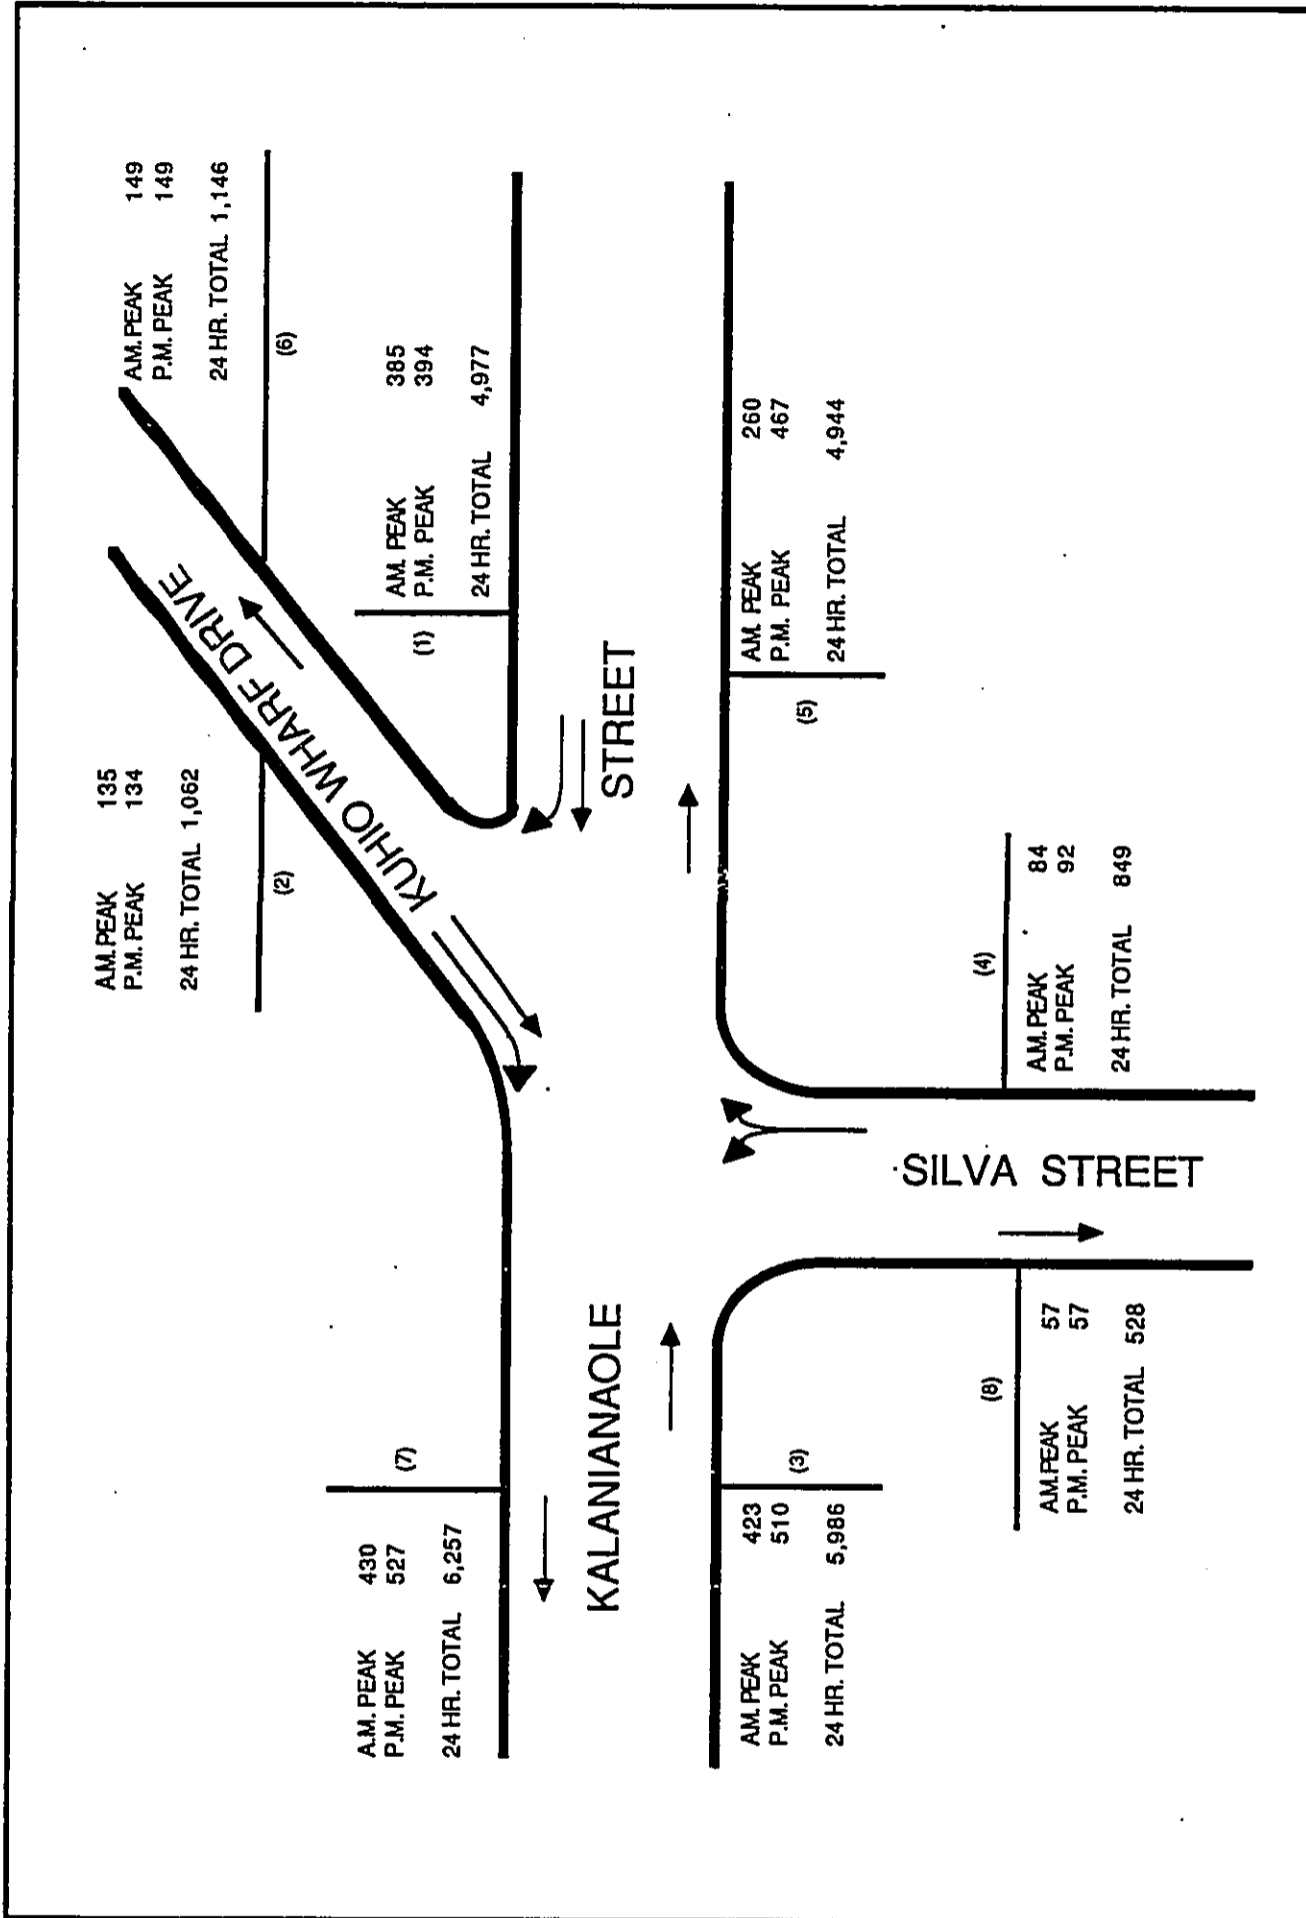 A.M. PEAK 135
P.M. PEAK 134
24 HR. TOTAL 1,062
(2)
A.M. PEAK 149
P.M. PEAK 149
24 HR. TOTAL 1,146
(6)
KUHIO WHARF DRIVE
A.M. PEAK 430
P.M. PEAK 527
24 HR. TOTAL 6,257
(7)
(1)
A.M. PEAK 385
P.M. PEAK 394
24 HR. TOTAL 4,977
KALANIANAOLE STREET
A.M. PEAK 423
P.M. PEAK 510
24 HR. TOTAL 5,986
(3)
(5)
A.M. PEAK 260
P.M. PEAK 467
24 HR. TOTAL 4,944
SILVA STREET
(8)
A.M. PEAK 57
P.M. PEAK 57
24 HR. TOTAL 528
(4)
A.M. PEAK 84
P.M. PEAK 92
24 HR. TOTAL 849